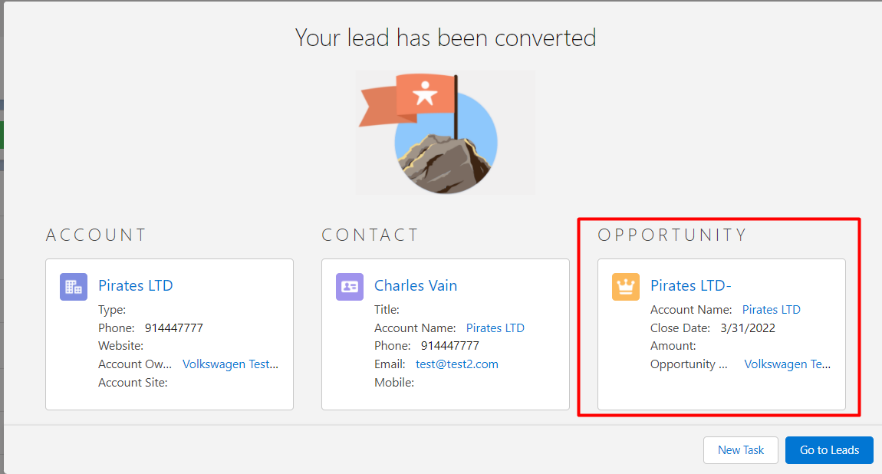 Your lead has been converted
ACCOUNT
Pirates LTD
Type:
Phone: 914447777
Website:
Account Ow... Volkswagen Test...
Account Site:
CONTACT
Charles Vain
Title:
Account Name: Pirates LTD
Phone: 914447777
Email: test@test2.com
Mobile:
OPPORTUNITY
Pirates LTD-
Account Name: Pirates LTD
Close Date: 3/31/2022
Amount:
Opportunity ... Volkswagen Te...
New Task
Go to Leads